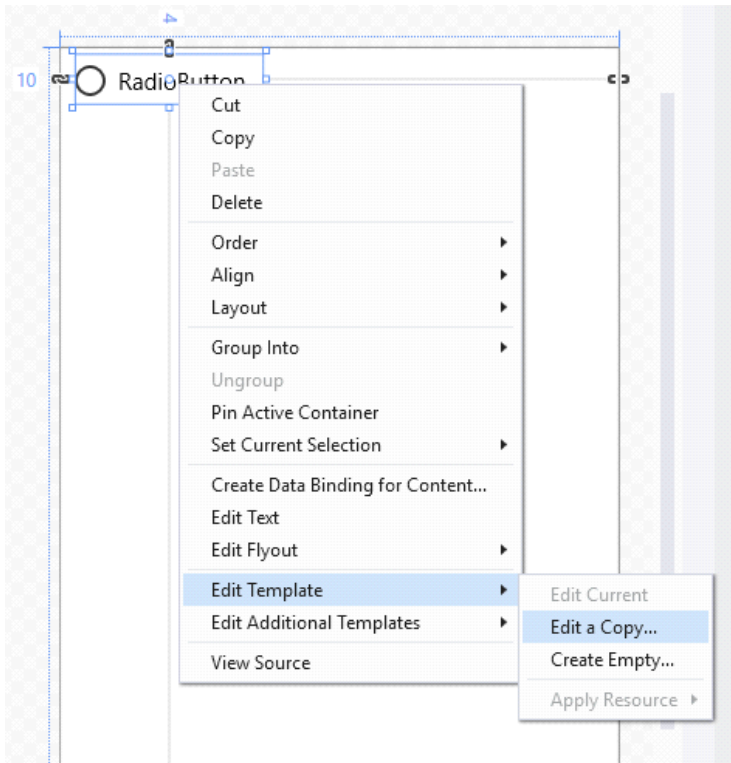 4
10
RadioButton
Cut
Copy
Paste
Delete
Order
Align
Layout
Group Into
Ungroup
Pin Active Container
Set Current Selection
Create Data Binding for Content...
Edit Text
Edit Flyout
Edit Template
Edit Current
Edit Additional Templates
Edit a Copy...
View Source
Create Empty...
Apply Resource